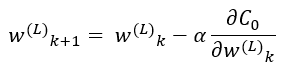 w^{(L)}_{k+1} = w^{(L)}_k − α ∂C_0 / ∂w^{(L)}_k